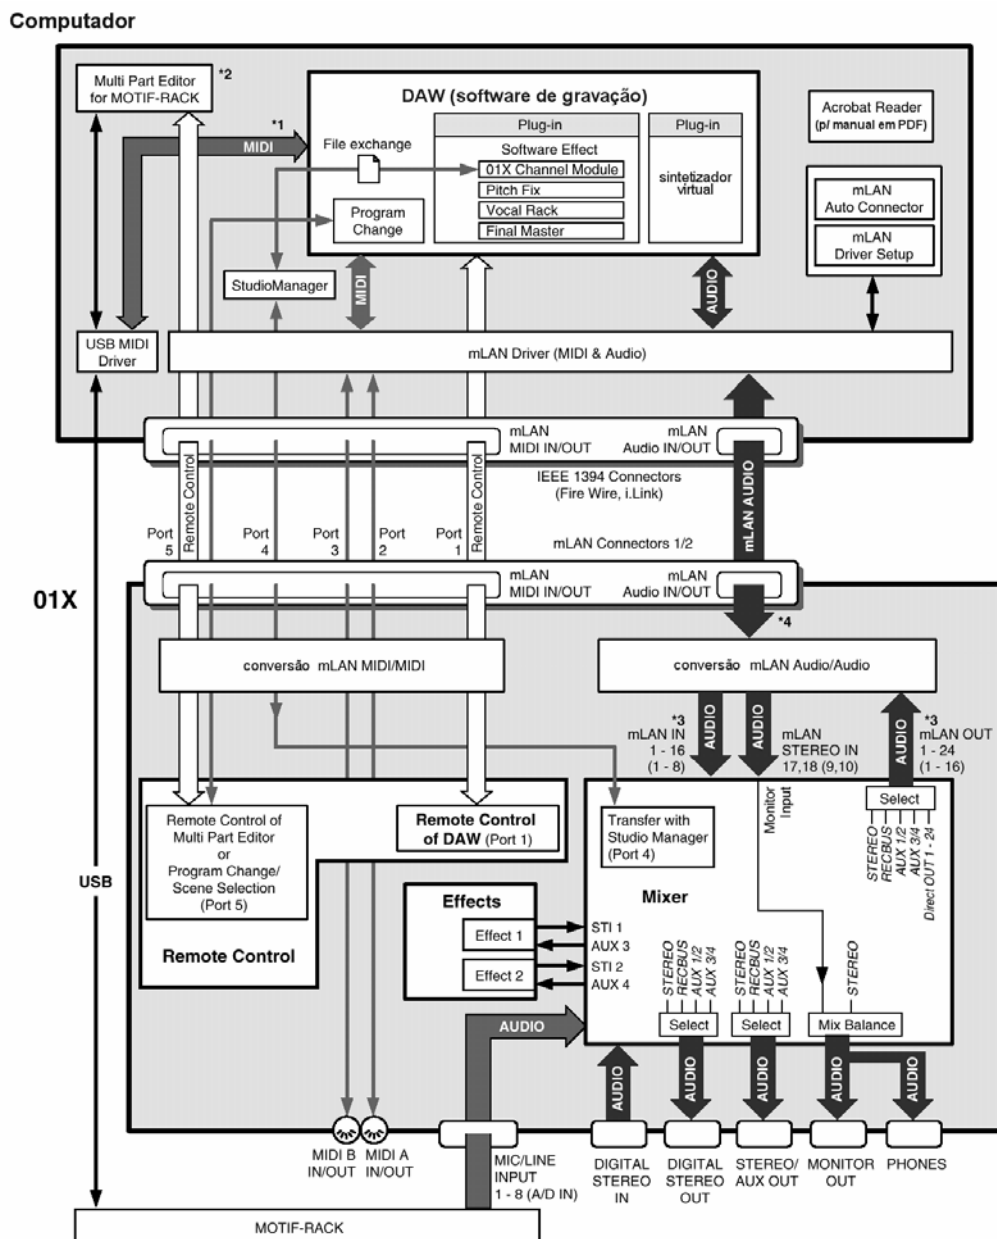 Computador
Multi Part Editor
for MOTIF-RACK
*2
*1
MIDI
DAW (software de gravação)
File exchange
Program
Change
Plug-in
Software Effect
01X Channel Module
Pitch Fix
Vocal Rack
Final Master
Plug-in
sintetizador
virtual
Acrobat Reader
(p/ manual em PDF)
mLAN
Auto Connector
mLAN
Driver Setup
StudioManager
MIDI
AUDIO
USB MIDI
Driver
mLAN Driver (MIDI & Audio)
mLAN
MIDI IN/OUT
mLAN
Audio IN/OUT
Remote Control
Remote Control
IEEE 1394 Connectors
(Fire Wire, i.Link)
mLAN AUDIO
Port
5
Port
4
Port
3
Port
2
Port
1
mLAN Connectors 1/2
mLAN
MIDI IN/OUT
mLAN
Audio IN/OUT
01X
*4
conversão mLAN MIDI/MIDI
conversão mLAN Audio/Audio
*3
mLAN IN
1 - 16
(1 - 8)
AUDIO
AUDIO
mLAN
STEREO IN
17,18 (9,10)
AUDIO
*3
mLAN OUT
1 - 24
(1 - 16)
Remote Control of
Multi Part Editor
or
Program Change/
Scene Selection
(Port 5)
Remote Control
of DAW (Port 1)
Remote Control
Transfer with
Studio Manager
(Port 4)
Monitor
Input
Select
STEREO
RECBUS
AUX 1/2
AUX 3/4
Direct OUT 1 - 24
USB
Mixer
Effects
Effect 1
Effect 2
STI 1
AUX 3
STI 2
AUX 4
STEREO
RECBUS
AUX 1/2
AUX 3/4
Select
STEREO
RECBUS
AUX 1/2
AUX 3/4
Select
STEREO
Mix Balance
AUDIO
AUDIO
AUDIO
AUDIO
AUDIO
AUDIO
MIDI B
IN/OUT
MIDI A
IN/OUT
MIC/LINE
INPUT
1 - 8 (A/D IN)
DIGITAL
STEREO
IN
DIGITAL
STEREO
OUT
STEREO/
AUX OUT
MONITOR
OUT
PHONES
MOTIF-RACK